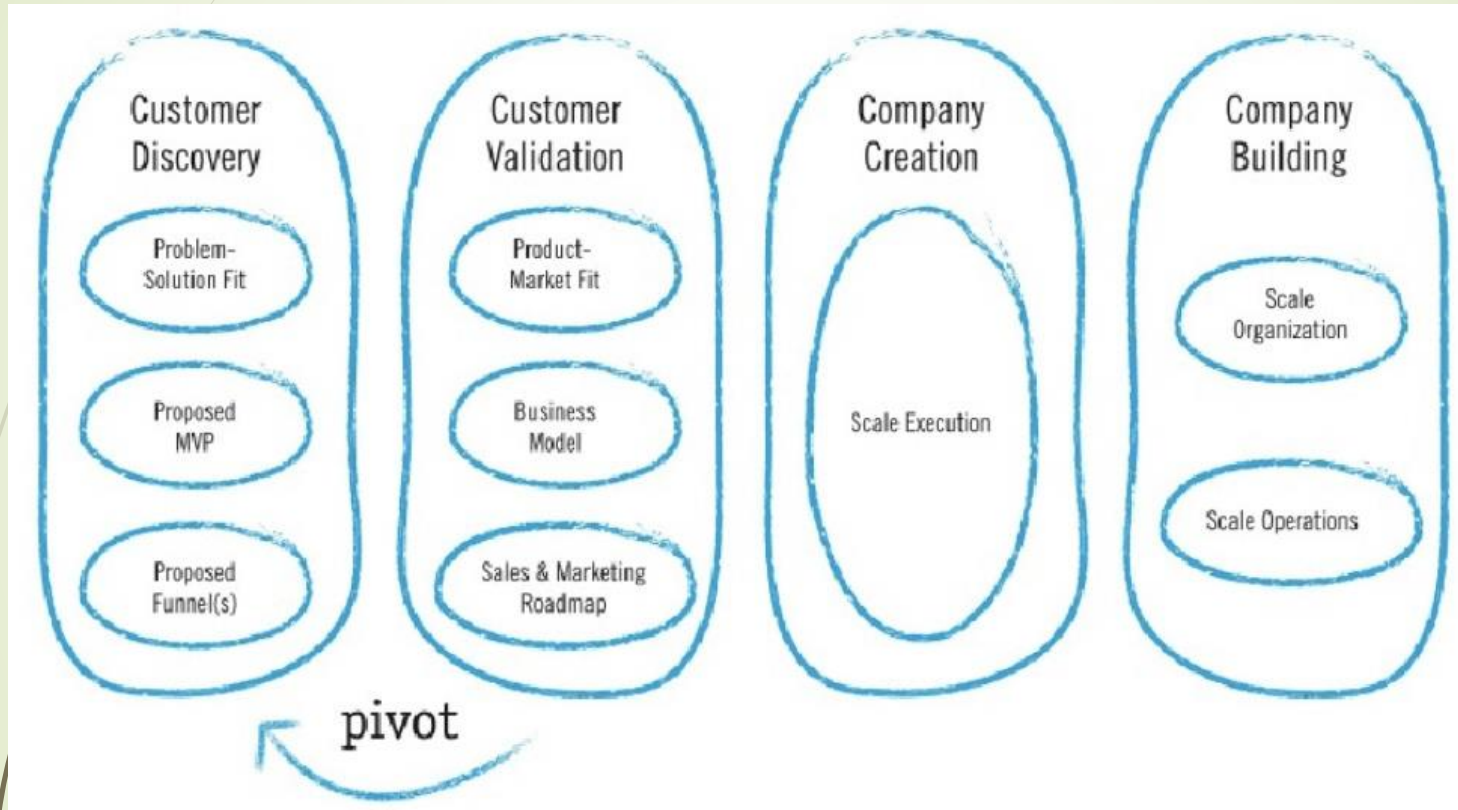 Customer
Discovery
Problem-
Solution Fit
Proposed
MVP
Proposed
Funnel(s)
Customer
Validation
Product-
Market Fit
Business
Model
Sales & Marketing
Roadmap
Company
Creation
Scale Execution
Company
Building
Scale
Organization
Scale Operations
pivot